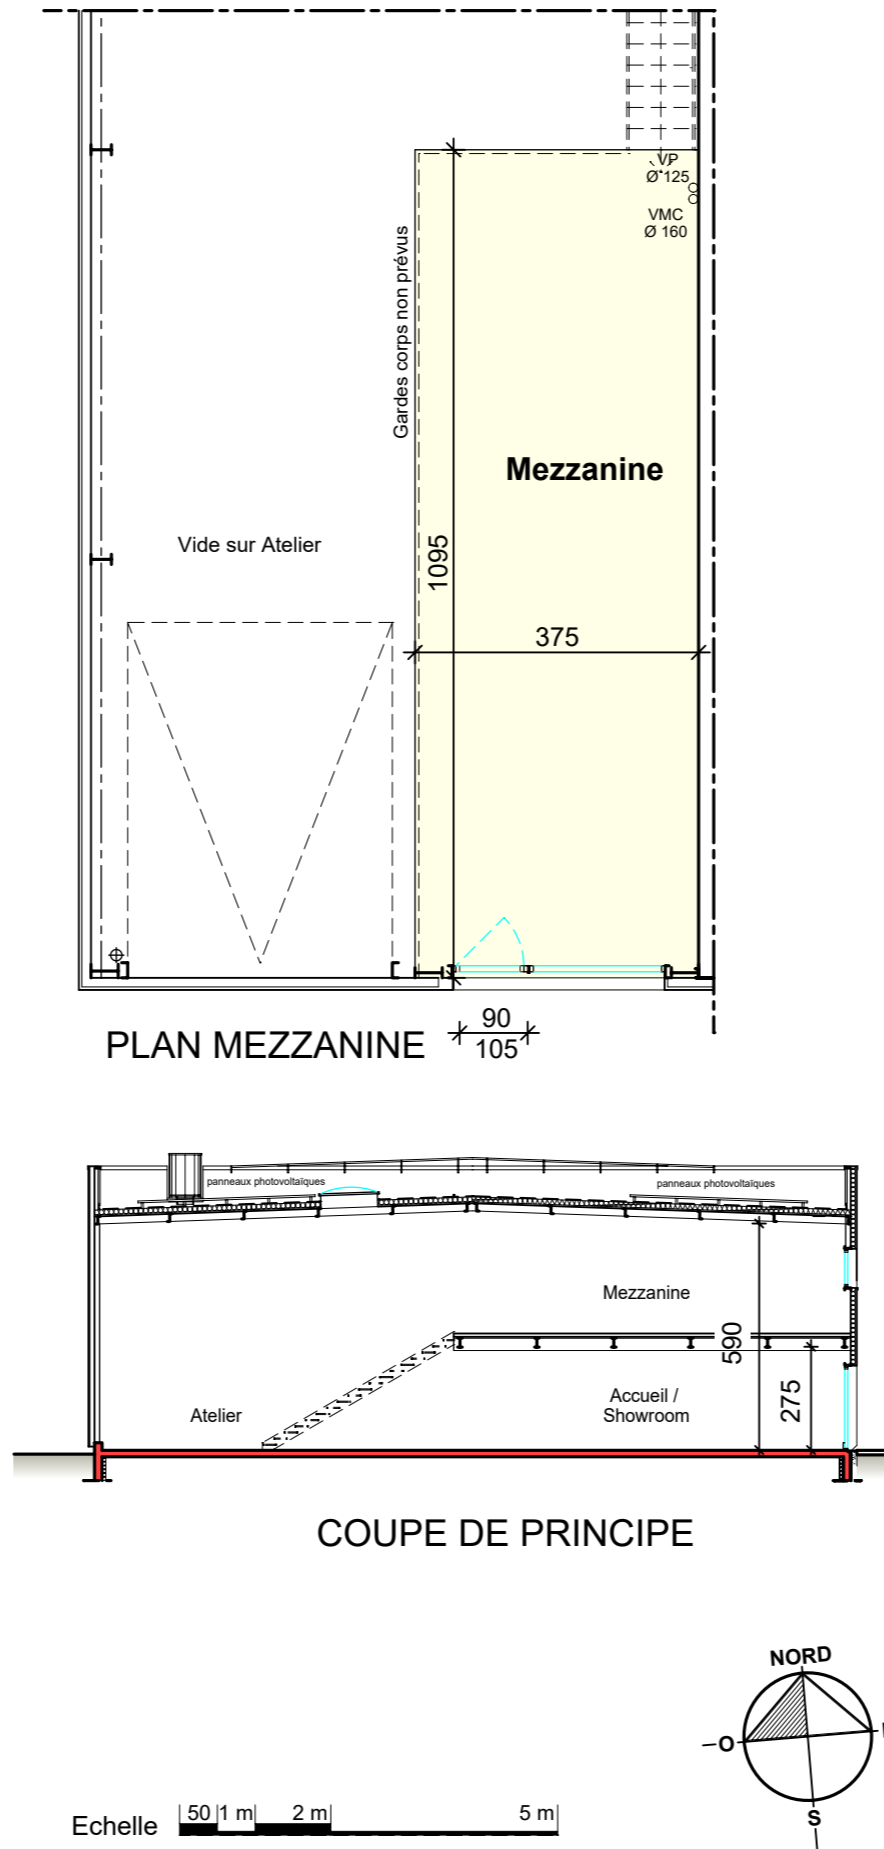 VP
Ø 125
VMC
Ø 160
Gardes corps non prévus
Mezzanine
Vide sur Atelier
1095
375
PLAN MEZZANINE
90
105
panneaux photovoltaïques
panneaux photovoltaïques
Mezzanine
590
275
Atelier
Accueil /
Showroom
COUPE DE PRINCIPE
NORD
O
S
Echelle
50
1 m
2 m
5 m